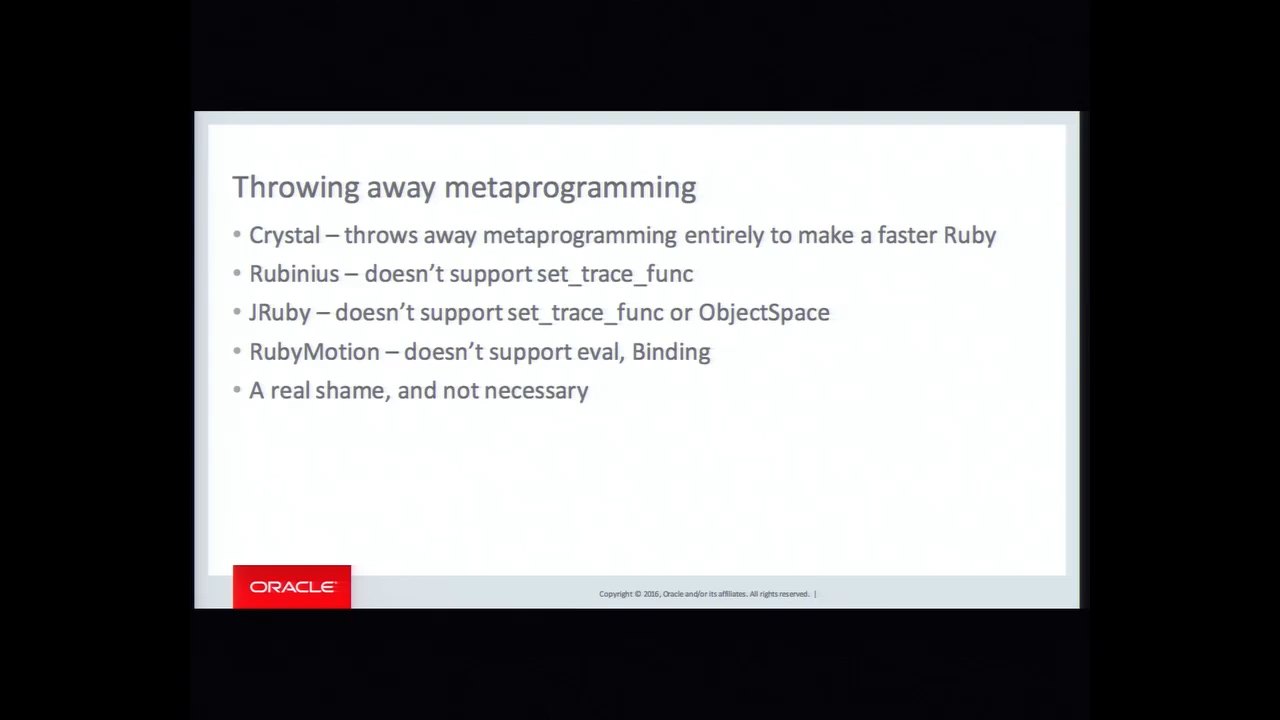 Throwing away metaprogramming
• Crystal – throws away metaprogramming entirely to make a faster Ruby
• Rubinius – doesn’t support set_trace_func
• JRuby – doesn’t support set_trace_func or ObjectSpace
• RubyMotion – doesn’t support eval, Binding
• A real shame, and not necessary
ORACLE®
Copyright © 2016, Oracle and/or its affiliates. All rights reserved. |